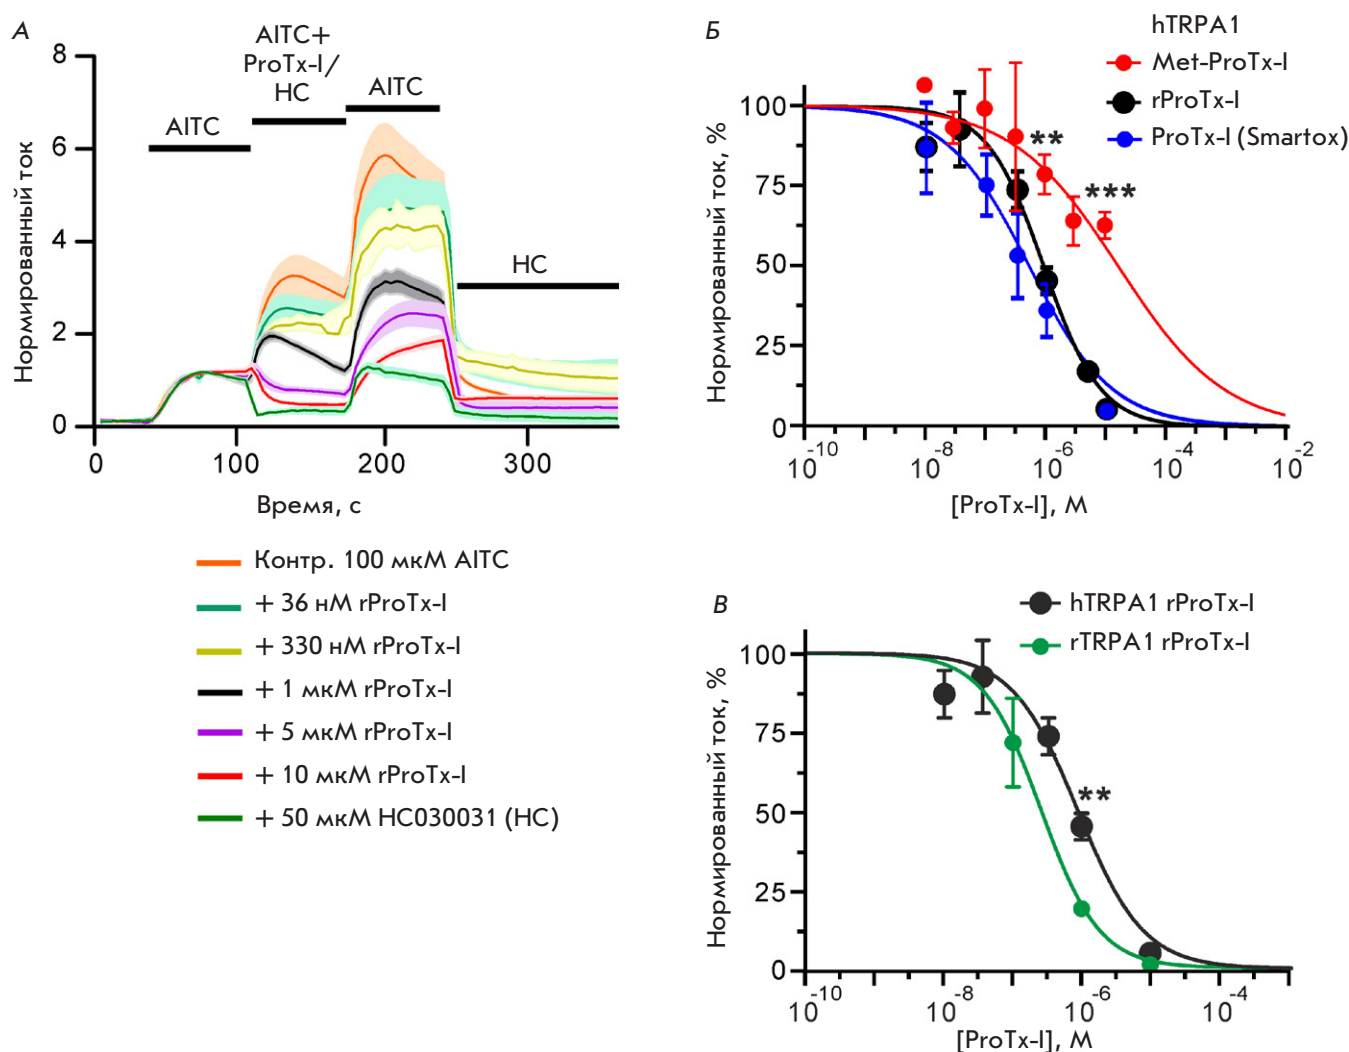 А
8
6
4
2
0
Нормированный ток
AITC
AITC+
ProTx-I/
HC
AITC
HC
0
100
200
300
Время, с
Контр. 100 мкМ AITC
+ 36 нМ rProTx-I
+ 330 нМ rProTx-I
+ 1 мкМ rProTx-I
+ 5 мкМ rProTx-I
+ 10 мкМ rProTx-I
+ 50 мкМ HC030031 (HC)
Б
hTRPA1
Met-ProTx-I
rProTx-I
ProTx-I (Smartox)
100
75
50
25
0
Нормированный ток, %
**
***
10^-10
10^-8
10^-6
10^-4
10^-2
[ProTx-I], М
В
hTRPA1 rProTx-I
rTRPA1 rProTx-I
100
75
50
25
0
Нормированный ток, %
**
10^-10
10^-8
10^-6
10^-4
[ProTx-I], М